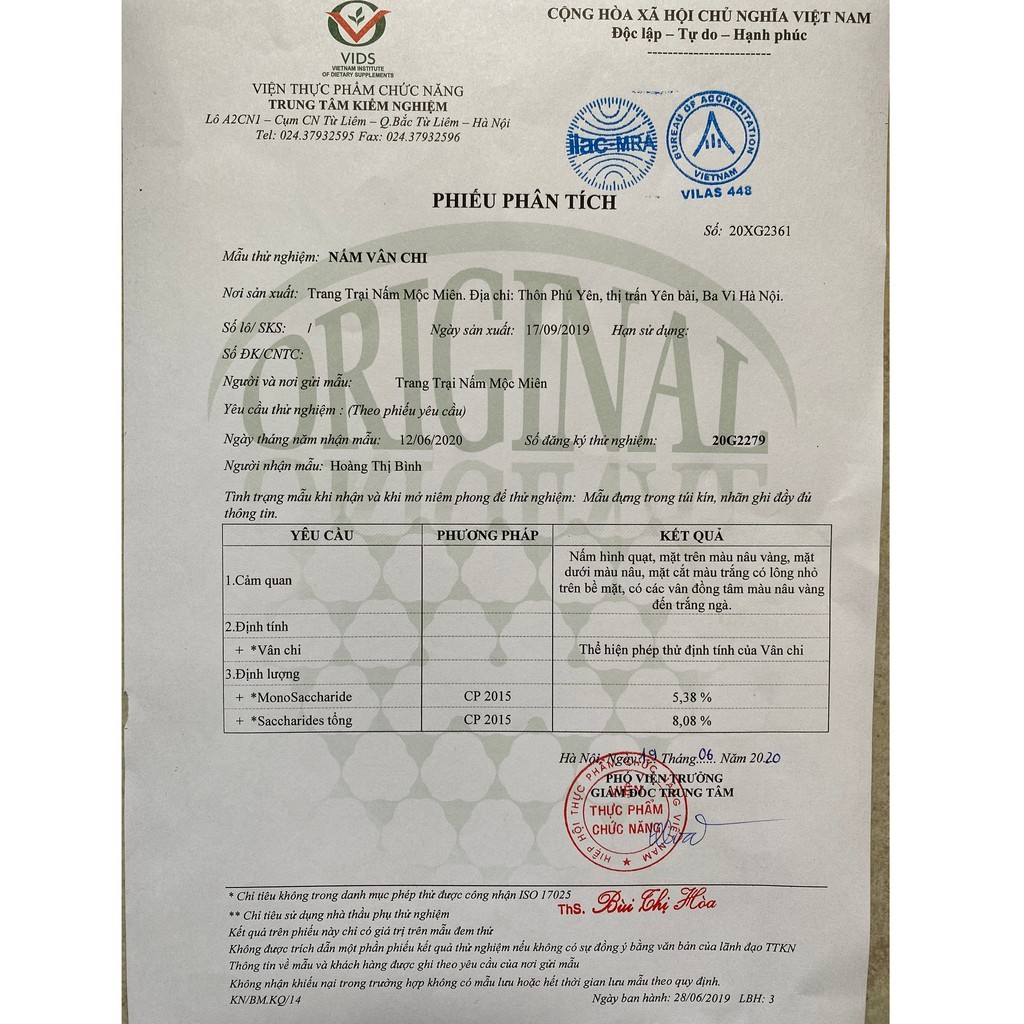 CỘNG HÒA XÃ HỘI CHỦ NGHĨA VIỆT NAM
Độc lập – Tự do – Hạnh phúc
VIDS
VIETNAM INSTITUTE
OF DIETARY SUPPLEMENTS
VIỆN THỰC PHẨM CHỨC NĂNG
TRUNG TÂM KIỂM NGHIỆM
Lô A2CN1 – Cụm CN Từ Liêm – Q.Bắc Từ Liêm – Hà Nội
Tel: 024.37932595 Fax: 024.37932596
ilac-MRA
BUREAU OF ACCREDITATION
VIETNAM
VILAS 448
PHIẾU PHÂN TÍCH
Số: 20XG2361
ORIGINAL
Mẫu thử nghiệm: NẤM VÂN CHI
Nơi sản xuất: Trang Trại Nấm Mộc Miên. Địa chỉ: Thôn Phú Yên, thị trấn Yên bài, Ba Vì Hà Nội.
Số lô/ SKS: / Ngày sản xuất: 17/09/2019 Hạn sử dụng:
Số ĐK/CNTC:
Người và nơi gửi mẫu: Trang Trại Nấm Mộc Miên
Yêu cầu thử nghiệm : (Theo phiếu yêu cầu)
Ngày tháng năm nhận mẫu: 12/06/2020 Số đăng ký thử nghiệm: 20G2279
Người nhận mẫu: Hoàng Thị Bình
Tình trạng mẫu khi nhận và khi mở niêm phong để thử nghiệm: Mẫu đựng trong túi kín, nhãn ghi đầy đủ
thông tin.
YÊU CẦU PHƯƠNG PHÁP KẾT QUẢ
1.Cảm quan
Nấm hình quạt, mặt trên màu nâu vàng, mặt
dưới màu nâu, mặt cắt màu trắng có lông nhỏ
trên bề mặt, có các vân đồng tâm màu nâu vàng
đến trắng ngà.
2.Định tính
+ *Vân chi Thể hiện phép thử định tính của Vân chi
3.Định lượng
+ *MonoSaccharide CP 2015 5,38 %
+ *Saccharides tổng CP 2015 8,08 %
Hà Nội, Ngày 19 Tháng 06 Năm 2020
PHÓ VIỆN TRƯỞNG
GIÁM ĐỐC TRUNG TÂM
HIỆP HỘI THỰC PHẨM CHỨC NĂNG VIỆT NAM
VIỆN
THỰC PHẨM
CHỨC NĂNG
ThS. Bùi Thị Hòa
* Chỉ tiêu không trong danh mục phép thử được công nhận ISO 17025
** Chỉ tiêu sử dụng nhà thầu phụ thử nghiệm
Kết quả trên phiếu này chỉ có giá trị trên mẫu đem thử
Không được trích dẫn một phần phiếu kết quả thử nghiệm nếu không có sự đồng ý bằng văn bản của lãnh đạo TTKN
Thông tin về mẫu và khách hàng được ghi theo yêu cầu của nơi gửi mẫu
Không nhận khiếu nại trong trường hợp không có mẫu lưu hoặc hết thời gian lưu mẫu theo quy định.
KN/BM.KQ/14 Ngày ban hành: 28/06/2019 LBH: 3